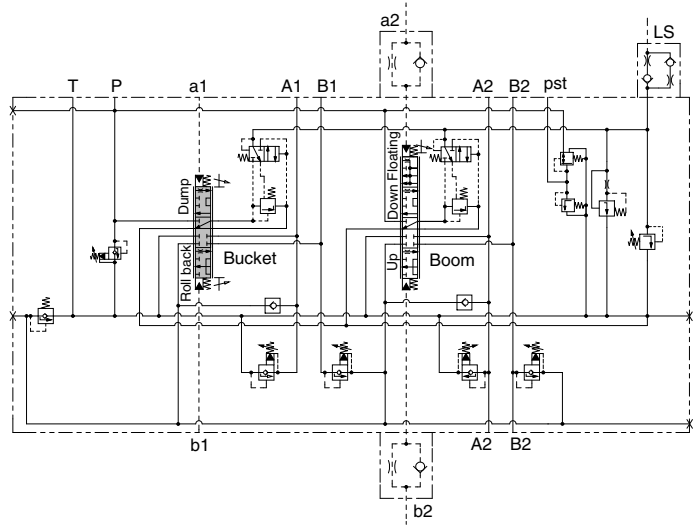 a2
LS
T P a1 A1 B1 A2 B2 pst
Dump
Roll back
Bucket
Down Floating
Up
Boom
b1 A2 B2
b2